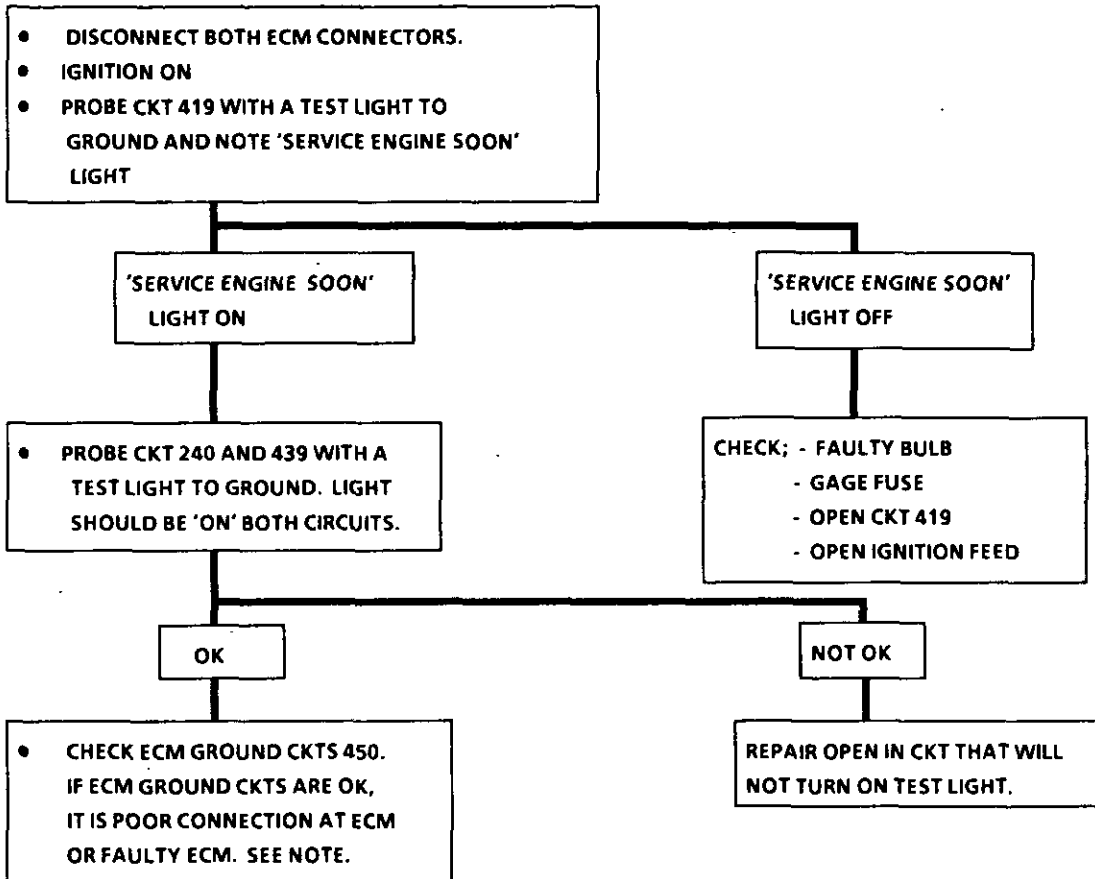 • DISCONNECT BOTH ECM CONNECTORS.
• IGNITION ON
• PROBE CKT 419 WITH A TEST LIGHT TO
GROUND AND NOTE 'SERVICE ENGINE SOON'
LIGHT
'SERVICE ENGINE SOON'
LIGHT ON
'SERVICE ENGINE SOON'
LIGHT OFF
• PROBE CKT 240 AND 439 WITH A
TEST LIGHT TO GROUND. LIGHT
SHOULD BE 'ON' BOTH CIRCUITS.
CHECK; - FAULTY BULB
- GAGE FUSE
- OPEN CKT 419
- OPEN IGNITION FEED
OK
NOT OK
• CHECK ECM GROUND CKTS 450.
IF ECM GROUND CKTS ARE OK,
IT IS POOR CONNECTION AT ECM
OR FAULTY ECM. SEE NOTE.
REPAIR OPEN IN CKT THAT WILL
NOT TURN ON TEST LIGHT.